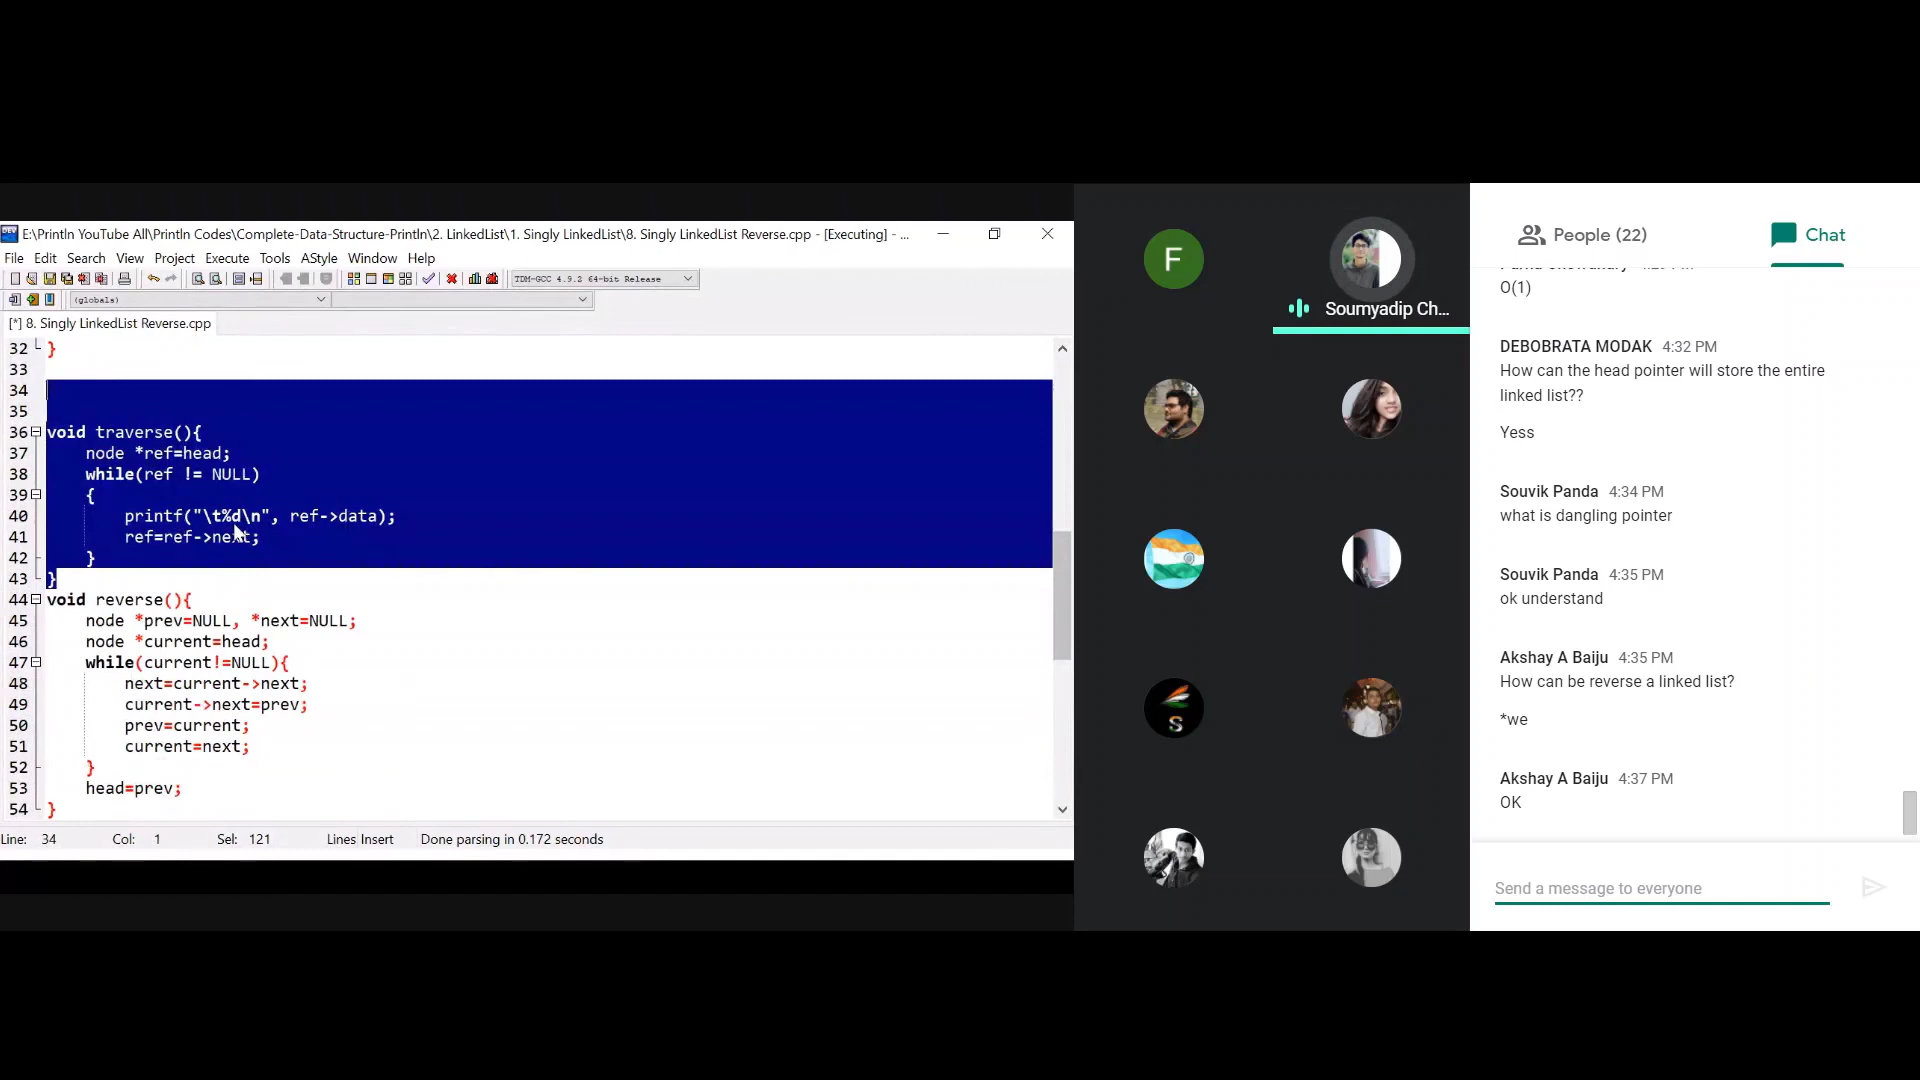 E:\Println YouTube All\Println Codes\Complete-Data-Structure-Println\2. LinkedList\1. Singly LinkedList\8. Singly LinkedList Reverse.cpp - [Executing] - ...
File Edit Search View Project Execute Tools AStyle Window Help
TDM-GCC 4.9.2 64-bit Release
(globals)
[*] 8. Singly LinkedList Reverse.cpp
32 }
33
34
35
36 void traverse(){
37 node *ref=head;
38 while(ref != NULL)
39 {
40 printf("\t%d\n", ref->data);
41 ref=ref->next;
42 }
43 }
44 void reverse(){
45 node *prev=NULL, *next=NULL;
46 node *current=head;
47 while(current!=NULL){
48 next=current->next;
49 current->next=prev;
50 prev=current;
51 current=next;
52 }
53 head=prev;
54 }
Line: 34 Col: 1 Sel: 121 Lines Insert Done parsing in 0.172 seconds
F
Soumyadip Ch...
S
People (22)
Chat
O(1)
DEBOBRATA MODAK 4:32 PM
How can the head pointer will store the entire
linked list??
Yess
Souvik Panda 4:34 PM
what is dangling pointer
Souvik Panda 4:35 PM
ok understand
Akshay A Baiju 4:35 PM
How can be reverse a linked list?
*we
Akshay A Baiju 4:37 PM
OK
Send a message to everyone